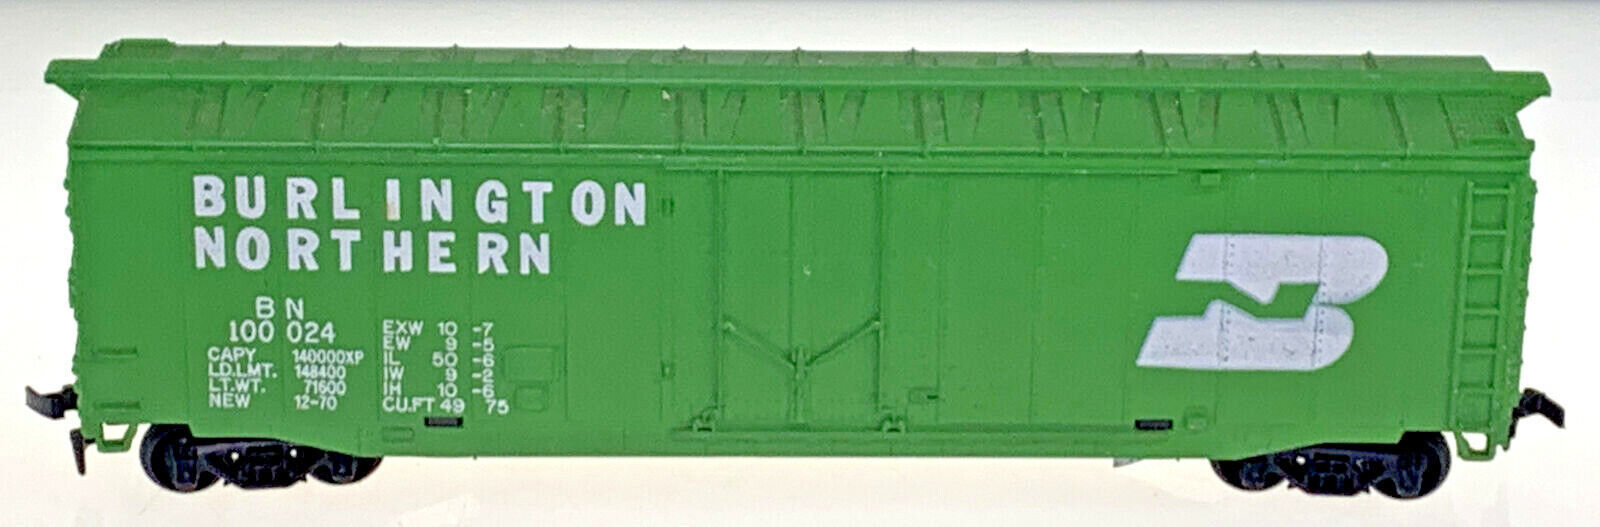 BURLINGTON
NORTHERN
BN
100 024
CAPY 140000XP
LD.LMT. 148400
LT.WT. 71600
NEW 12-70
EXW 10 -7
EW 9 -5
IL 50 -6
IW 9 -2
IH 10 -6
CU.FT 49 75